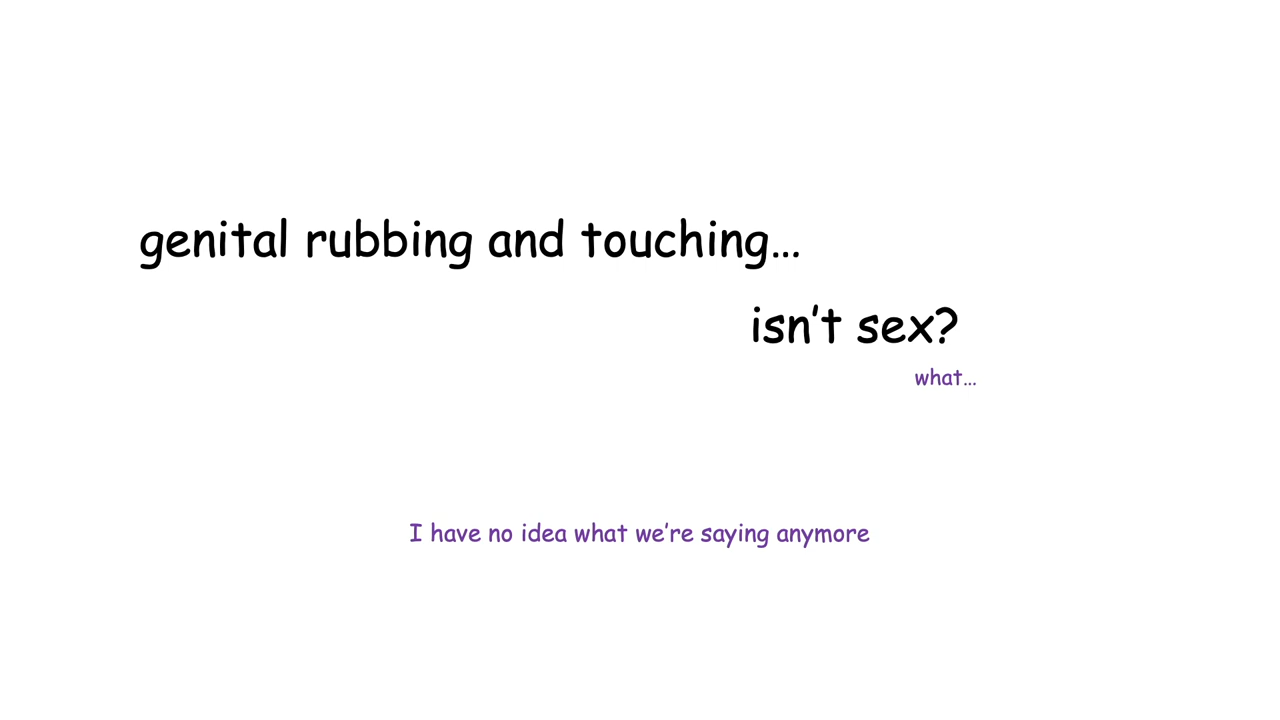 genital rubbing and touching…
isn’t sex?
what…
I have no idea what we’re saying anymore